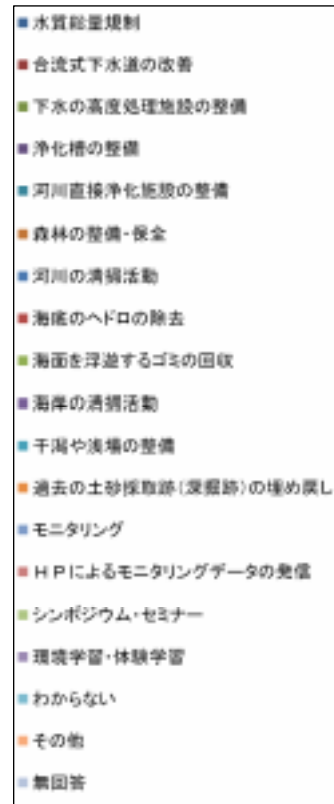 水質総量規制
合流式下水道の改善
下水の高度処理施設の整備
浄化槽の整備
河川直接浄化施設の整備
森林の整備・保全
河川の清掃活動
海底のヘドロの除去
海面を浮遊するゴミの回収
海岸の清掃活動
干潟や浅場の整備
過去の土砂採取跡(深掘跡)の埋め戻し
モニタリング
HPによるモニタリングデータの発信
シンポジウム・セミナー
環境学習・体験学習
わからない
その他
無回答